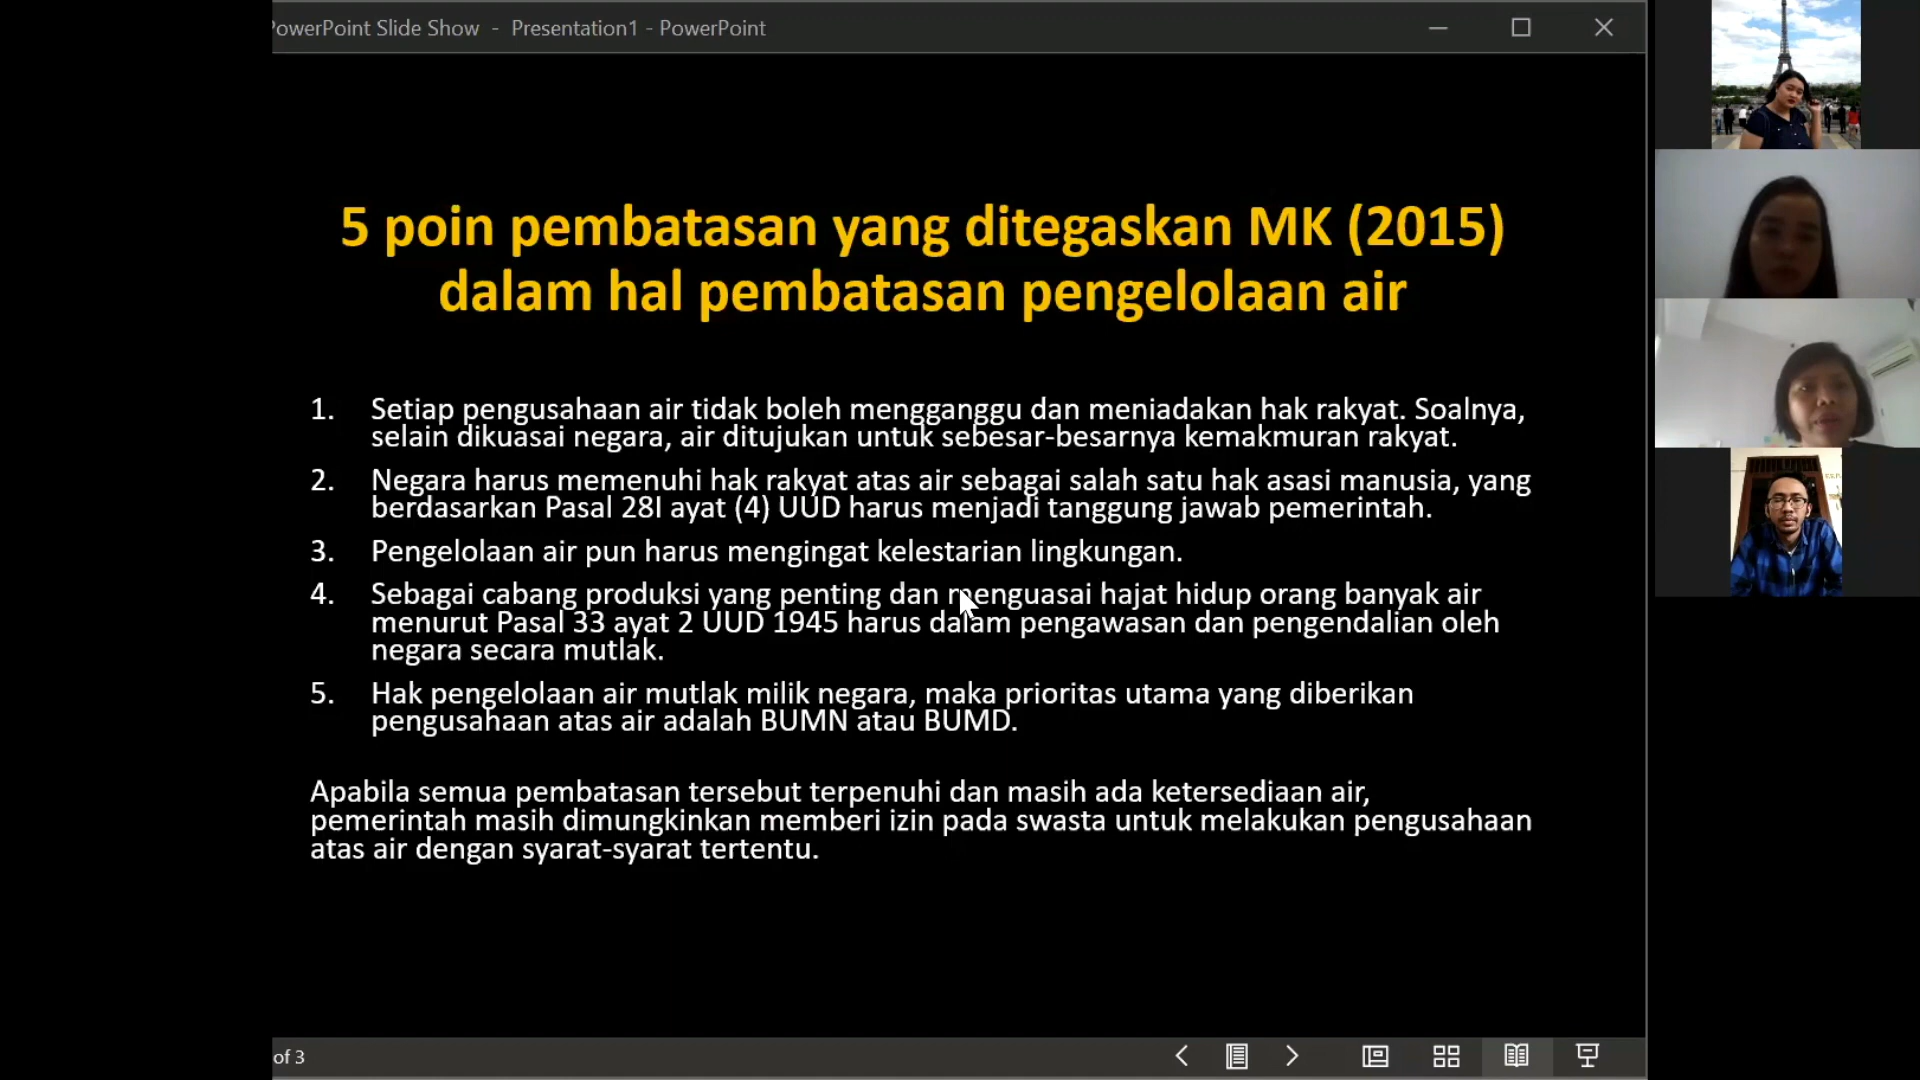 PowerPoint Slide Show - Presentation1 - PowerPoint
5 poin pembatasan yang ditegaskan MK (2015)
dalam hal pembatasan pengelolaan air
1. Setiap pengusahaan air tidak boleh mengganggu dan meniadakan hak rakyat. Soalnya,
selain dikuasai negara, air ditujukan untuk sebesar-besarnya kemakmuran rakyat.
2. Negara harus memenuhi hak rakyat atas air sebagai salah satu hak asasi manusia, yang
berdasarkan Pasal 28I ayat (4) UUD harus menjadi tanggung jawab pemerintah.
3. Pengelolaan air pun harus mengingat kelestarian lingkungan.
4. Sebagai cabang produksi yang penting dan menguasai hajat hidup orang banyak air
menurut Pasal 33 ayat 2 UUD 1945 harus dalam pengawasan dan pengendalian oleh
negara secara mutlak.
5. Hak pengelolaan air mutlak milik negara, maka prioritas utama yang diberikan
pengusahaan atas air adalah BUMN atau BUMD.
Apabila semua pembatasan tersebut terpenuhi dan masih ada ketersediaan air,
pemerintah masih dimungkinkan memberi izin pada swasta untuk melakukan pengusahaan
atas air dengan syarat-syarat tertentu.
of 3